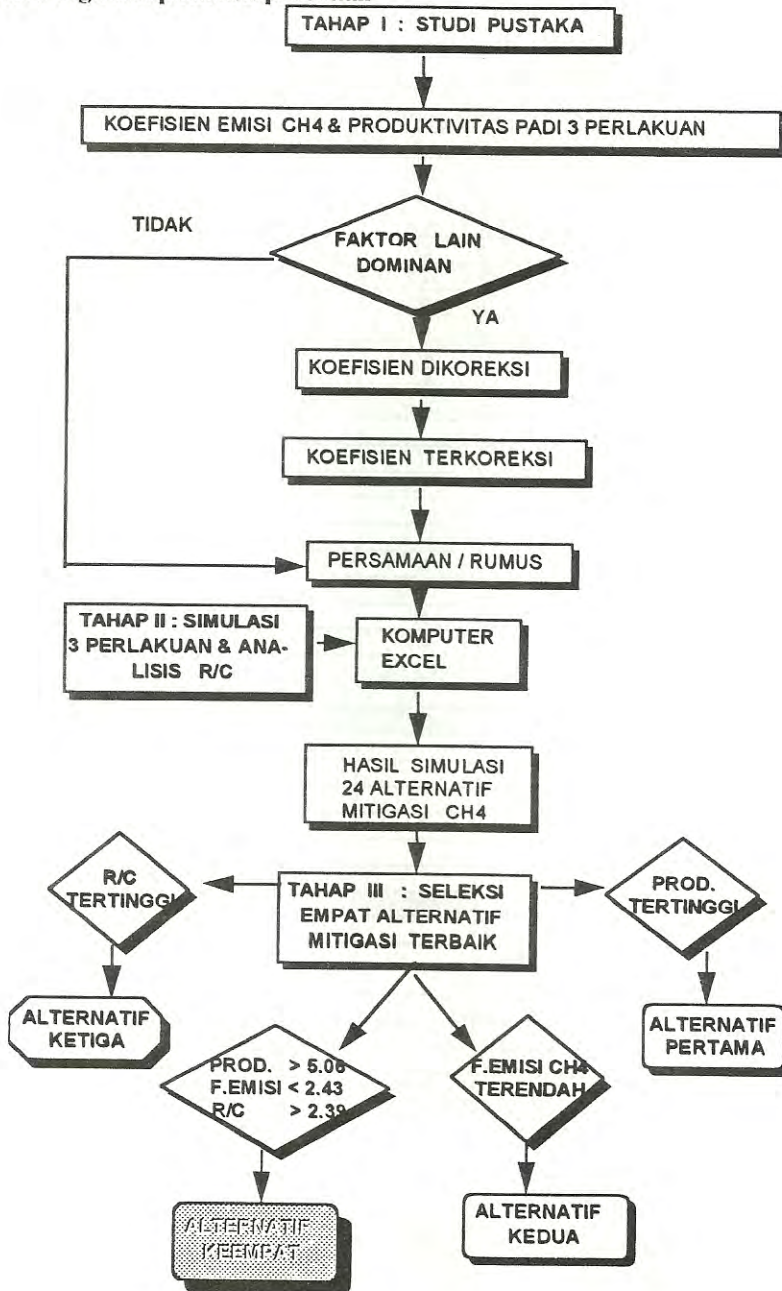 TAHAP I : STUDI PUSTAKA
KOEFISIEN EMISI CH4 & PRODUKTIVITAS PADI 3 PERLAKUAN
TIDAK
FAKTOR LAIN
DOMINAN
YA
KOEFISIEN DIKOREKSI
KOEFISIEN TERKOREKSI
PERSAMAAN / RUMUS
TAHAP II : SIMULASI
3 PERLAKUAN & ANA-
LISIS R/C
KOMPUTER
EXCEL
HASIL SIMULASI
24 ALTERNATIF
MITIGASI CH4
R/C
TERTINGGI
TAHAP III : SELEKSI
EMPAT ALTERNATIF
MITIGASI TERBAIK
PROD.
TERTINGGI
ALTERNATIF
KETIGA
ALTERNATIF
PERTAMA
PROD. > 5.06
F.EMISI < 2.43
R/C > 2.39
F.EMISI CH4
TERENDAH
ALTERNATIF
KEEMPAT
ALTERNATIF
KEDUA